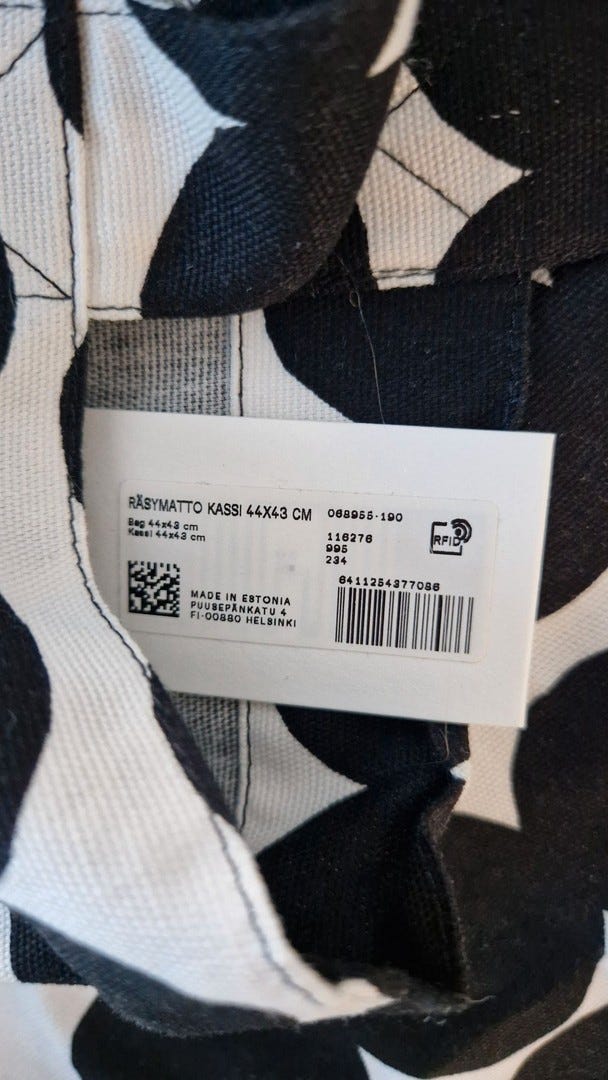 RÄSYMATTO KASSI 44X43 CM
068955-190
Bag 44x43 cm
Kassi 44x43 cm
116276
995
234
RFID
6411254377086
MADE IN ESTONIA
PUUSEPÄNKATU 4
FI-00880 HELSINKI